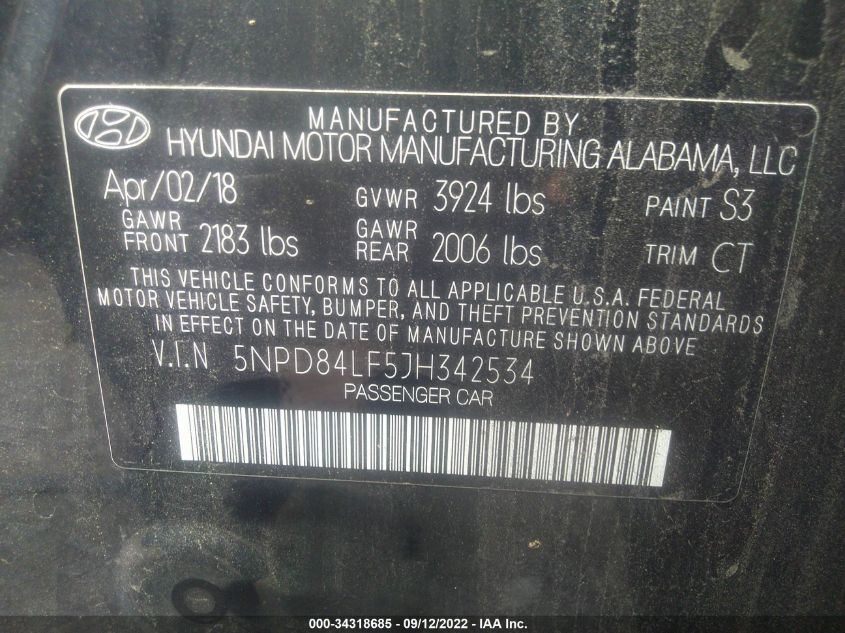 MANUFACTURED BY
HYUNDAI MOTOR MANUFACTURING ALABAMA, LLC
Apr/02/18 GVWR 3924 lbs PAINT S3
GAWR FRONT 2183 lbs GAWR REAR 2006 lbs TRIM CT
THIS VEHICLE CONFORMS TO ALL APPLICABLE U.S.A. FEDERAL
MOTOR VEHICLE SAFETY, BUMPER, AND THEFT PREVENTION STANDARDS
IN EFFECT ON THE DATE OF MANUFACTURE SHOWN ABOVE
V.I.N 5NPD84LF5JH342534
PASSENGER CAR
000-34318685 - 09/12/2022 - IAA Inc.